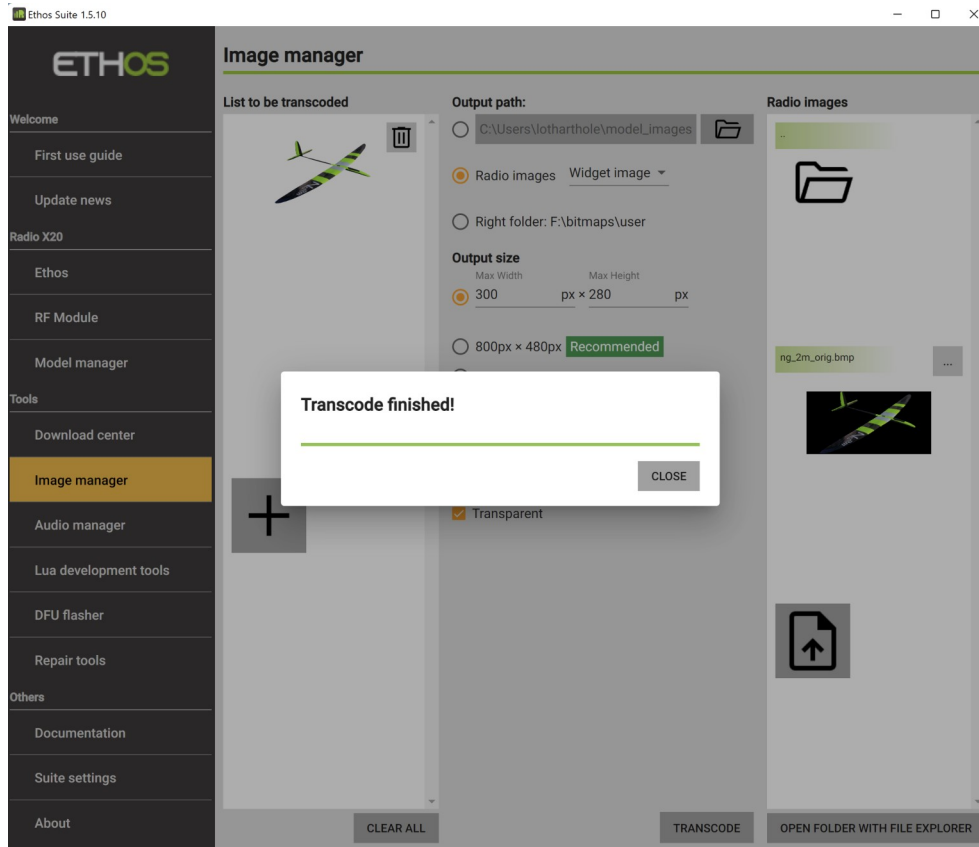 Ethos Suite 1.5.10
ETHOS
Welcome
First use guide
Update news
Radio X20
Ethos
RF Module
Model manager
Tools
Download center
Image manager
Audio manager
Lua development tools
DFU flasher
Repair tools
Others
Documentation
Suite settings
About
Image manager
List to be transcoded
CLEAR ALL
Output path:
C:\Users\lotharthole\model_images
Radio images Widget image
Right folder: F:\bitmaps\user
Output size
Max Width Max Height
300 px × 280 px
800px × 480px Recommended
Transcode finished!
CLOSE
Transparent
TRANSCODE
Radio images
..
ng_2m_orig.bmp
...
OPEN FOLDER WITH FILE EXPLORER